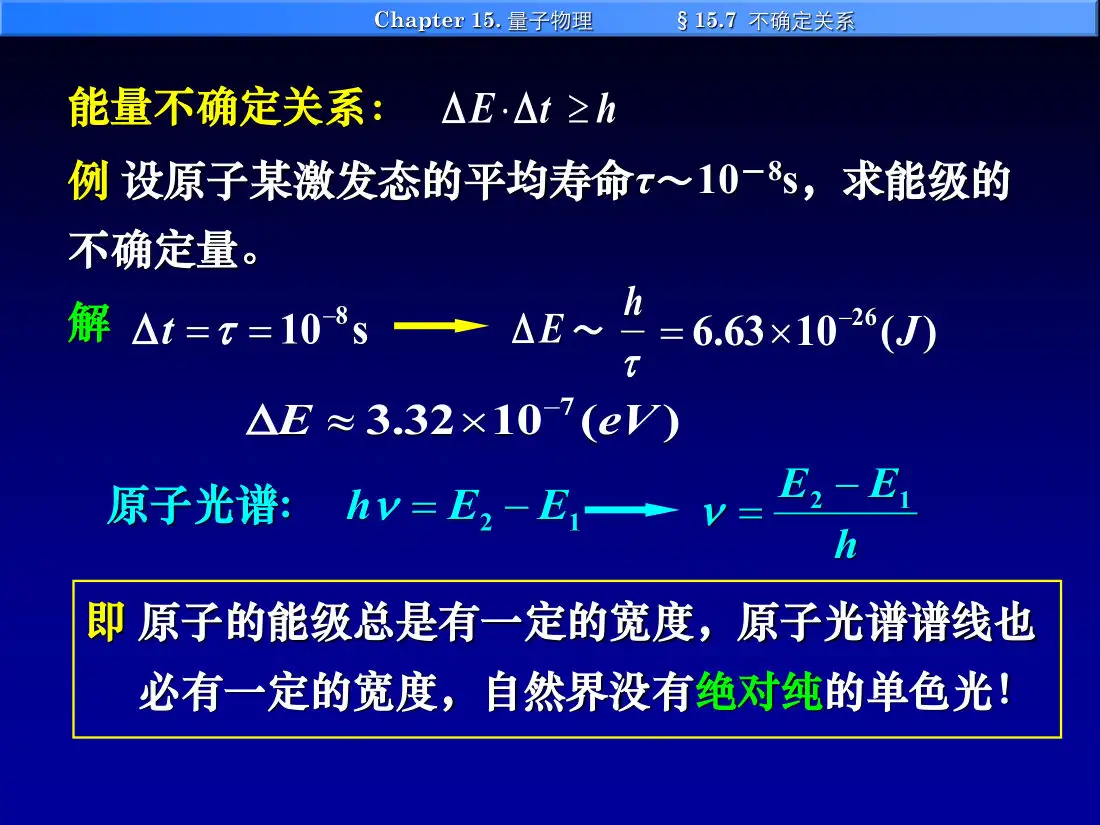 Chapter 15. 量子物理 § 15.7 不确定关系
能量不确定关系： ΔE·Δt ≥ h
例 设原子某激发态的平均寿命τ～10－⁸s，求能级的
不确定量。
解 Δt = τ = 10⁻⁸ s → ΔE ～ h/τ = 6.63×10⁻²⁶ (J)
ΔE ≈ 3.32×10⁻⁷ (eV)
原子光谱: hν = E₂ − E₁ → ν = (E₂ − E₁)/h
即 原子的能级总是有一定的宽度，原子光谱谱线也
必有一定的宽度，自然界没有绝对纯的单色光！